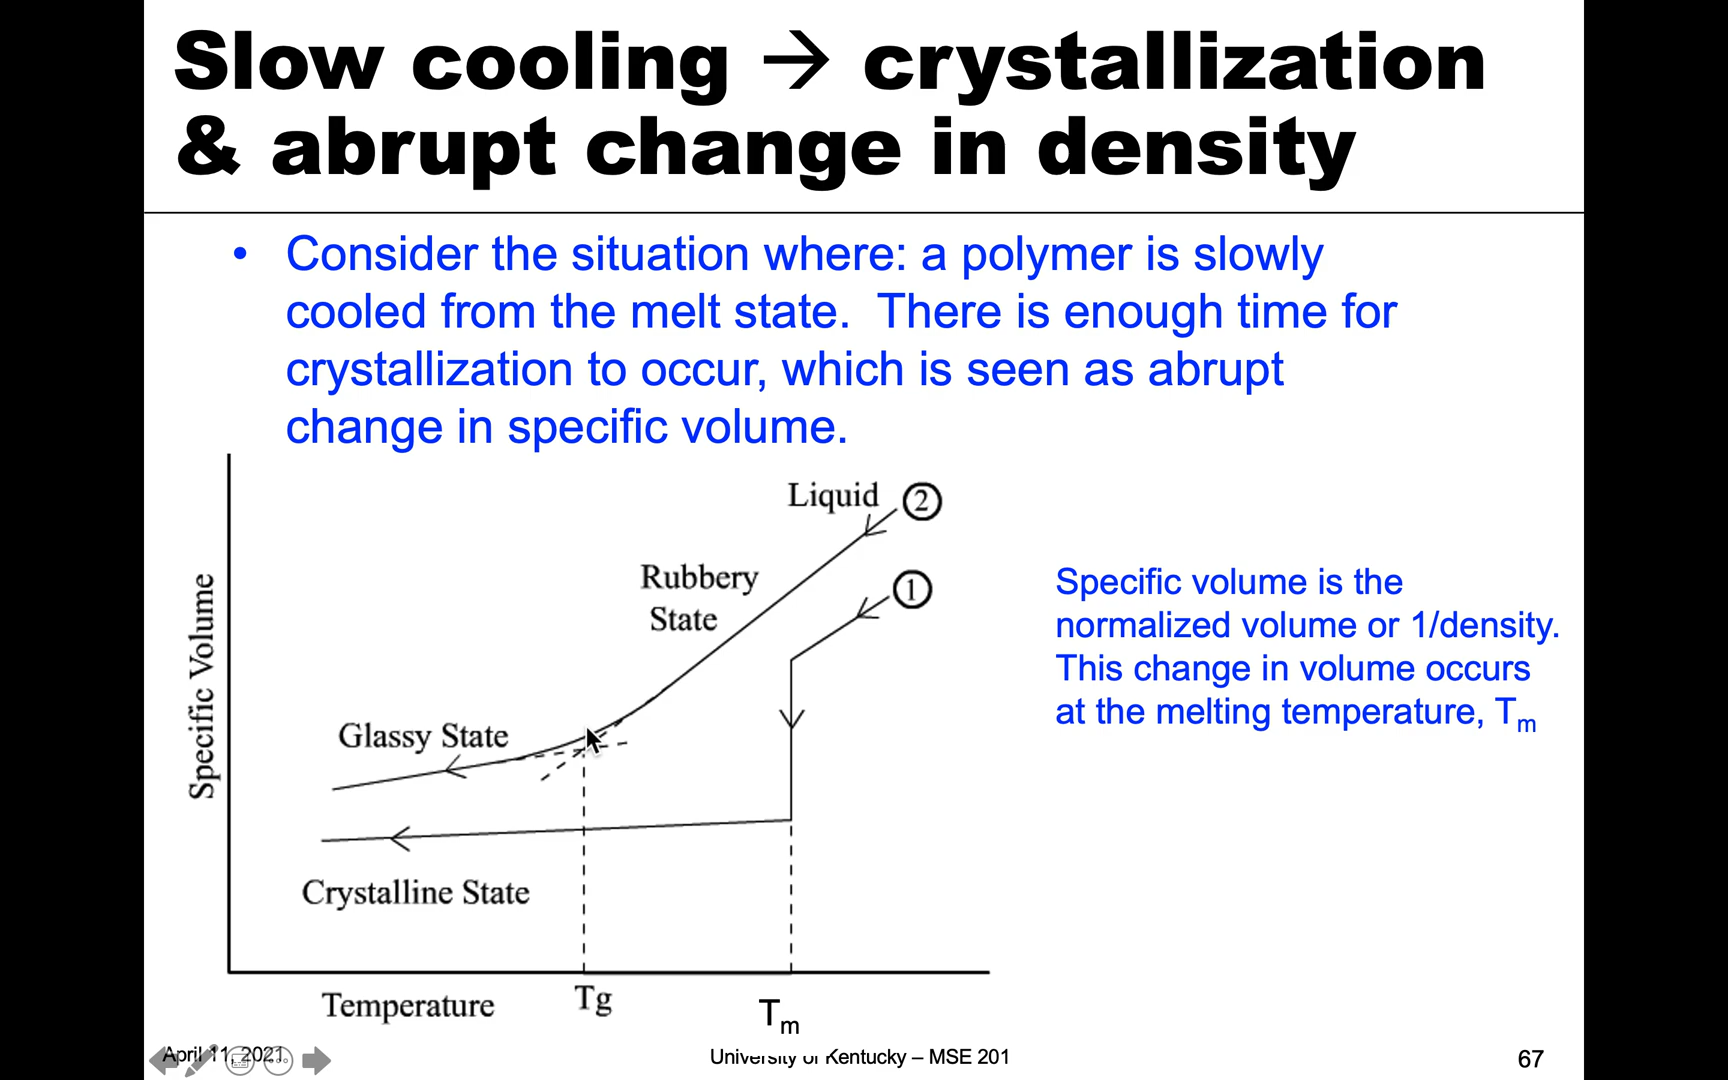 Slow cooling → crystallization
& abrupt change in density
• Consider the situation where: a polymer is slowly
cooled from the melt state. There is enough time for
crystallization to occur, which is seen as abrupt
change in specific volume.
Liquid ②
Rubbery
State
①
Specific Volume
Glassy State
Crystalline State
Temperature
Tg
Tm
Specific volume is the
normalized volume or 1/density.
This change in volume occurs
at the melting temperature, Tm
April 11, 2021
University of Kentucky – MSE 201
67